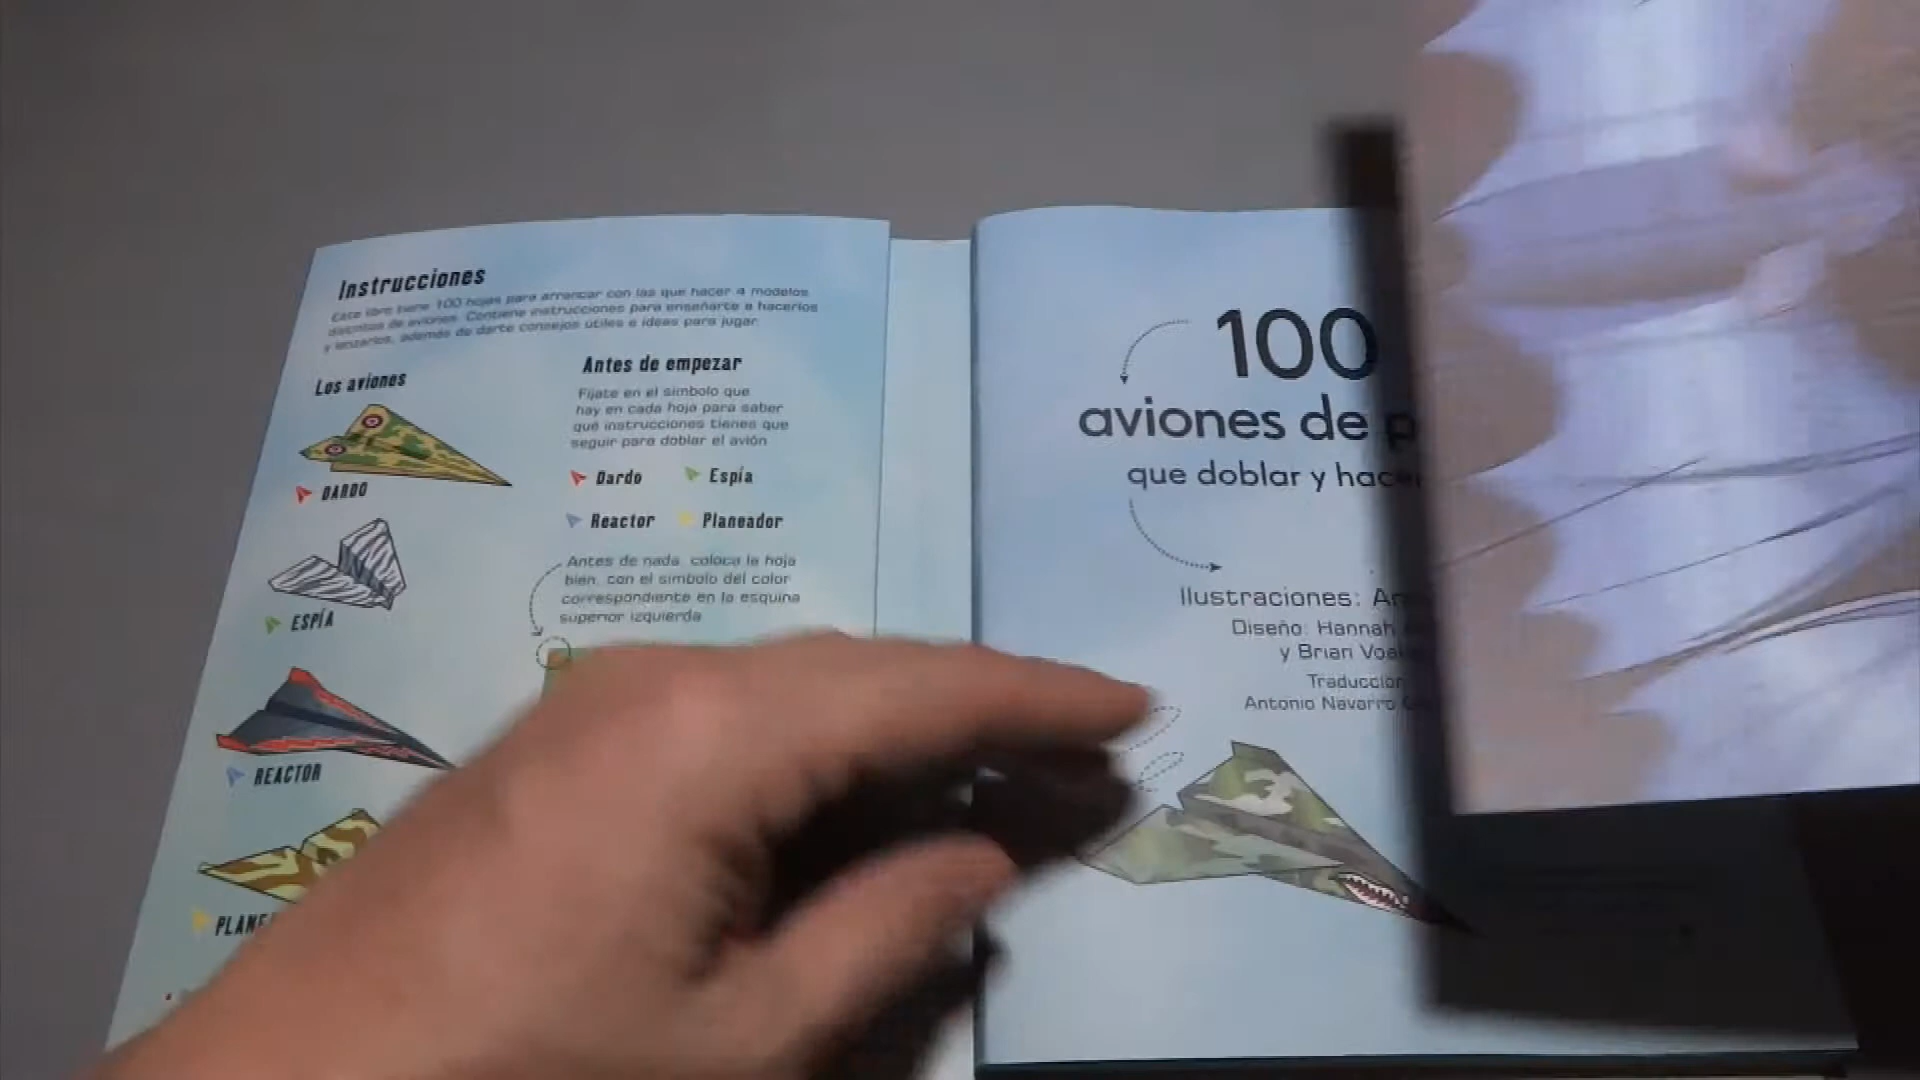 Instrucciones
Este libro tiene 100 hojas para arrancar con las que hacer 4 modelos
distintos de aviones. Contiene instrucciones para enseñarte a hacerlos
y lanzarlos, además de darte consejos útiles e ideas para jugar.
Los aviones
DARDO
ESPÍA
REACTOR
Antes de empezar
Fíjate en el símbolo que
hay en cada hoja para saber
qué instrucciones tienes que
seguir para doblar el avión
Dardo Espía
Reactor Planeador
Antes de nada, coloca la hoja
bien, con el símbolo del color
correspondiente en la esquina
superior izquierda
100
aviones de
que doblar y
Ilustraciones:
Diseño: Hannah
y Brian
Antonio Navarro